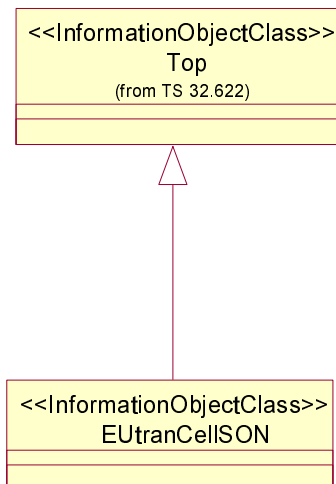 <<InformationObjectClass>>
Top
(from TS 32.622)
<<InformationObjectClass>>
EUtranCellSON